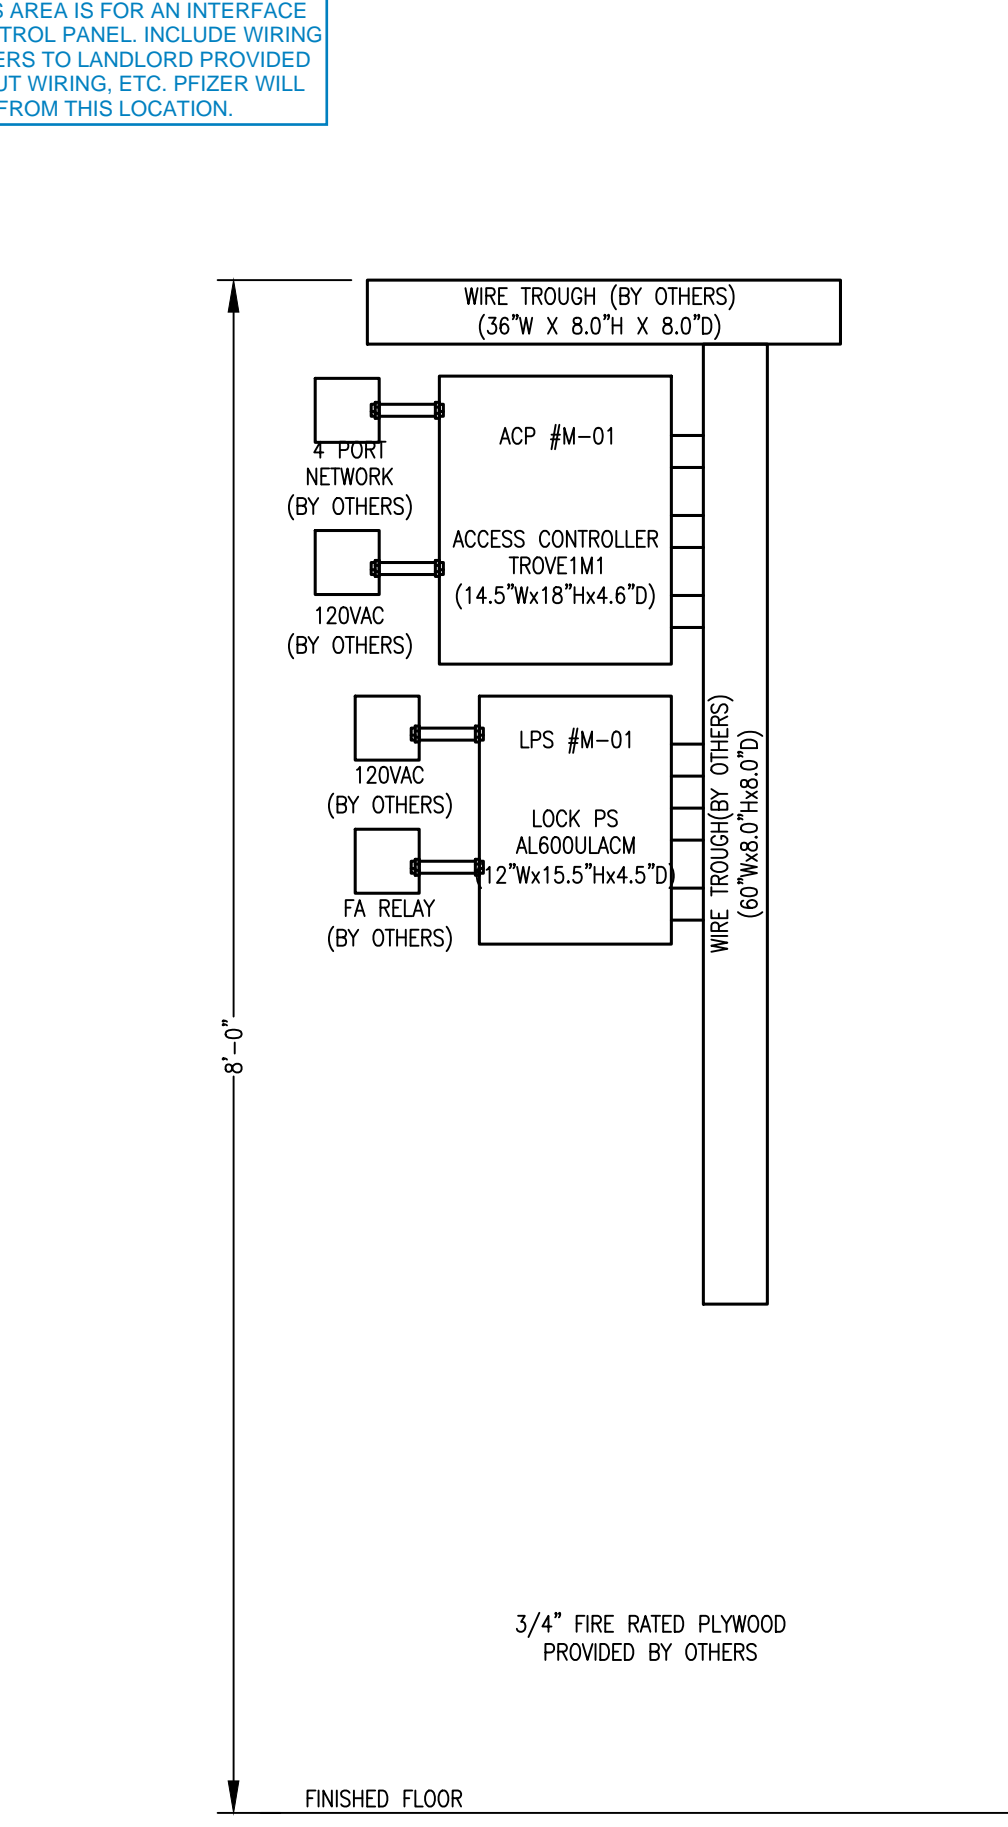 AREA IS FOR AN INTERFACE
TROL PANEL. INCLUDE WIRING
ERS TO LANDLORD PROVIDED
UT WIRING, ETC. PFIZER WILL
FROM THIS LOCATION.
WIRE TROUGH (BY OTHERS)
(36"W X 8.0"H X 8.0"D)
4 PORT
NETWORK
(BY OTHERS)
120VAC
(BY OTHERS)
ACP #M-01
ACCESS CONTROLLER
TROVE1M1
(14.5"Wx18"Hx4.6"D)
120VAC
(BY OTHERS)
FA RELAY
(BY OTHERS)
LPS #M-01
LOCK PS
AL600ULACM
(12"Wx15.5"Hx4.5"D)
WIRE TROUGH(BY OTHERS)
(60"Wx8.0"Hx8.0"D)
8'-0"
3/4" FIRE RATED PLYWOOD
PROVIDED BY OTHERS
FINISHED FLOOR